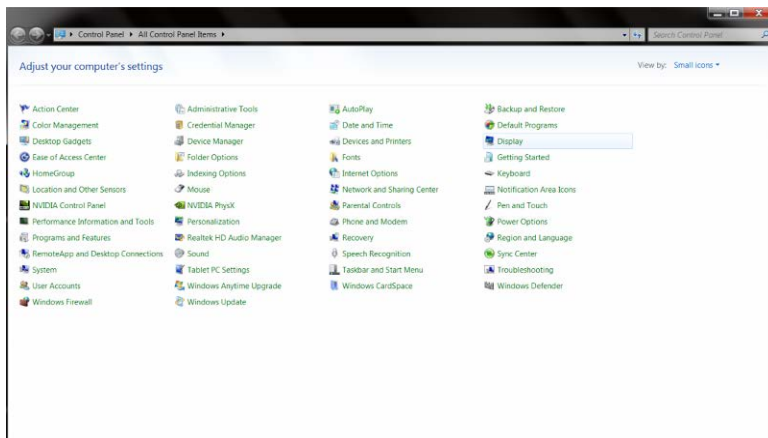 Control Panel All Control Panel Items
Search Control Panel
Adjust your computer's settings
View by: Small icons
Action Center Administrative Tools AutoPlay Backup and Restore
Color Management Credential Manager Date and Time Default Programs
Desktop Gadgets Device Manager Devices and Printers Display
Ease of Access Center Folder Options Fonts Getting Started
HomeGroup Indexing Options Internet Options Keyboard
Location and Other Sensors Mouse Network and Sharing Center Notification Area Icons
NVIDIA Control Panel NVIDIA PhysX Parental Controls Pen and Touch
Performance Information and Tools Personalization Phone and Modem Power Options
Programs and Features Realtek HD Audio Manager Recovery Region and Language
RemoteApp and Desktop Connections Sound Speech Recognition Sync Center
System Tablet PC Settings Taskbar and Start Menu Troubleshooting
User Accounts Windows Anytime Upgrade Windows CardSpace Windows Defender
Windows Firewall Windows Update